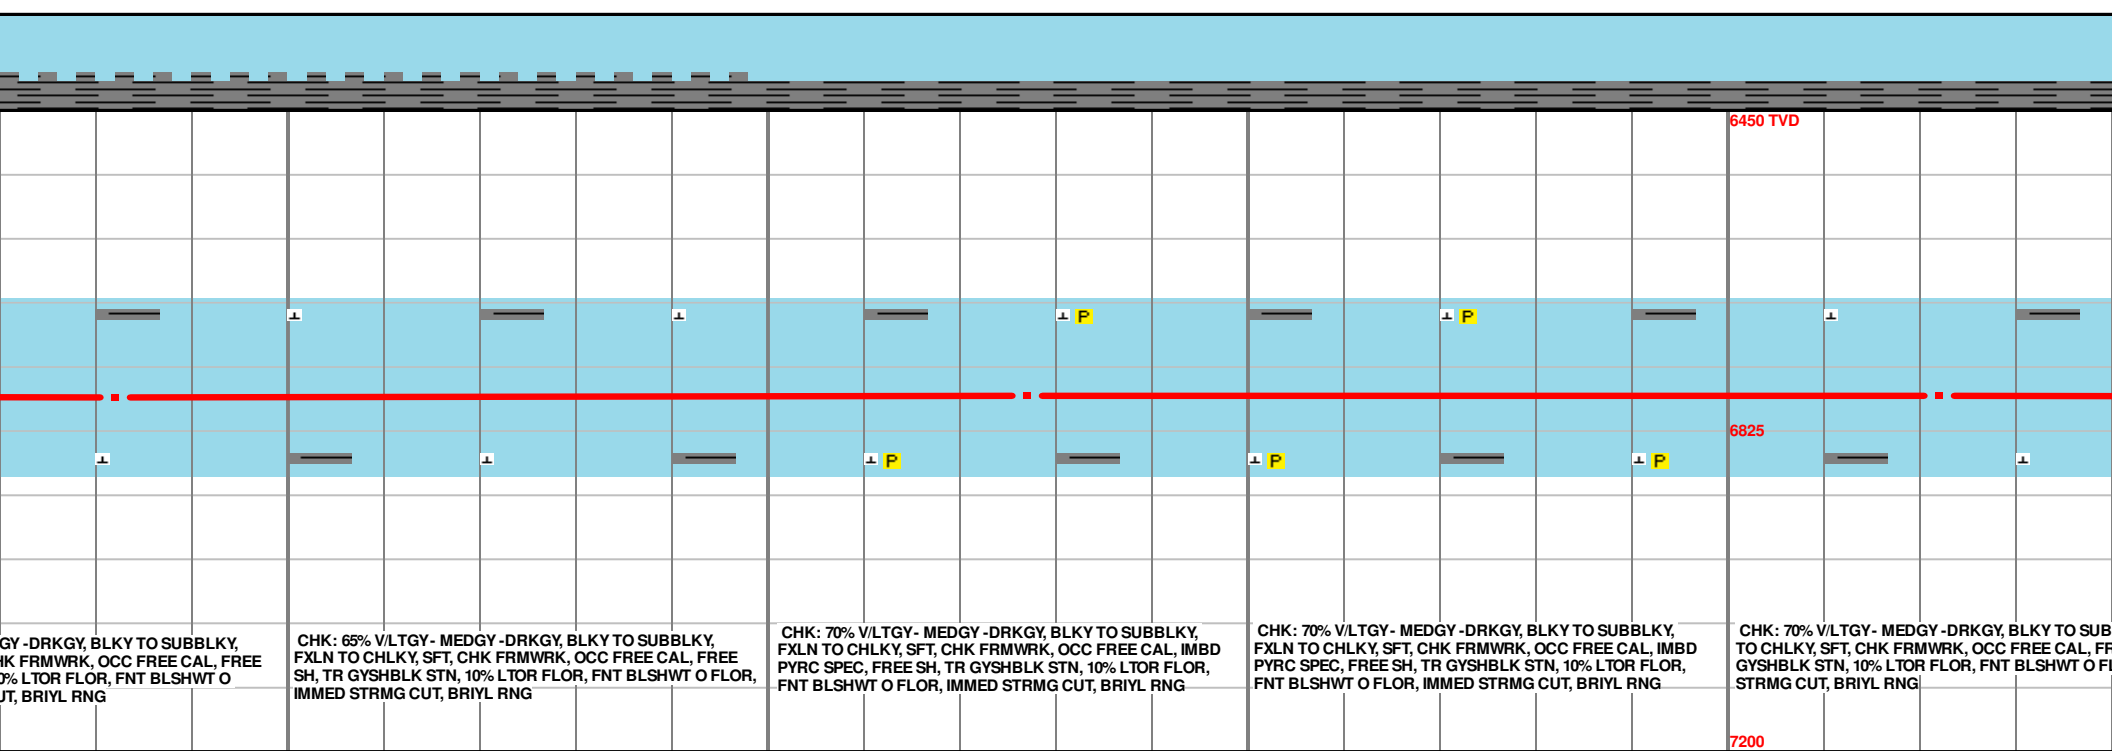 6450 TVD
P
P
6825
P
P
P
GY -DRKGY, BLKY TO SUBBLKY,
HK FRMWRK, OCC FREE CAL, FREE
0% LTOR FLOR, FNT BLSHWT O
UT, BRIYL RNG
CHK: 65% V/LTGY- MEDGY -DRKGY, BLKY TO SUBBLKY,
FXLN TO CHLKY, SFT, CHK FRMWRK, OCC FREE CAL, FREE
SH, TR GYSHBLK STN, 10% LTOR FLOR, FNT BLSHWT O FLOR,
IMMED STRMG CUT, BRIYL RNG
CHK: 70% V/LTGY- MEDGY -DRKGY, BLKY TO SUBBLKY,
FXLN TO CHLKY, SFT, CHK FRMWRK, OCC FREE CAL, IMBD
PYRC SPEC, FREE SH, TR GYSHBLK STN, 10% LTOR FLOR,
FNT BLSHWT O FLOR, IMMED STRMG CUT, BRIYL RNG
CHK: 70% V/LTGY- MEDGY -DRKGY, BLKY TO SUBBLKY,
FXLN TO CHLKY, SFT, CHK FRMWRK, OCC FREE CAL, IMBD
PYRC SPEC, FREE SH, TR GYSHBLK STN, 10% LTOR FLOR,
FNT BLSHWT O FLOR, IMMED STRMG CUT, BRIYL RNG
CHK: 70% V/LTGY- MEDGY -DRKGY, BLKY TO SUB
TO CHLKY, SFT, CHK FRMWRK, OCC FREE CAL, FR
GYSHBLK STN, 10% LTOR FLOR, FNT BLSHWT O FL
STRMG CUT, BRIYL RNG
7200